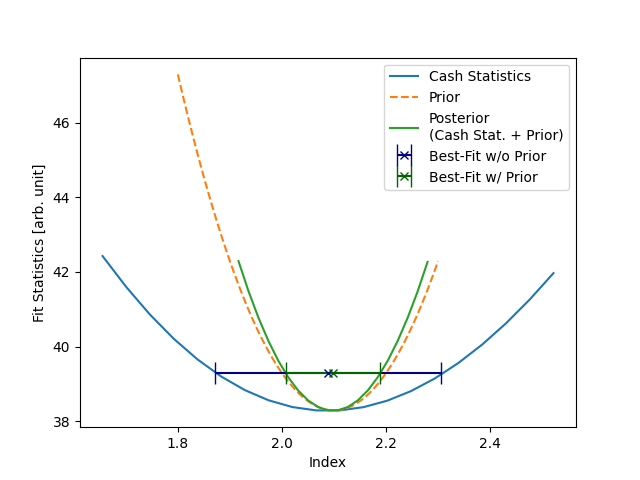 Cash Statistics
Prior
Posterior
(Cash Stat. + Prior)
Best-Fit w/o Prior
Best-Fit w/ Prior
46
44
42
40
38
Fit Statistics [arb. unit]
1.8 2.0 2.2 2.4
Index